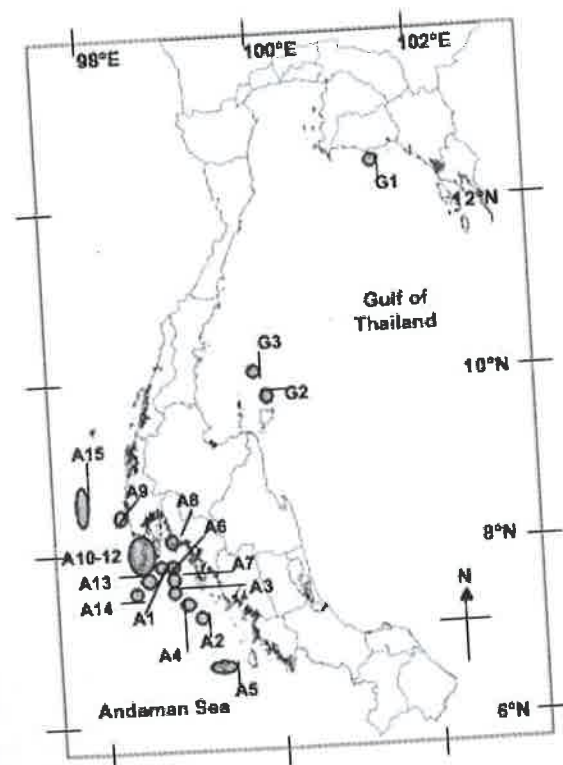 98°E
100°E
102°E
G1
12°N
Gulf of
Thailand
G3
10°N
G2
A15
A9
A8
A6
8°N
A10-12
A7
A13
A3
N
A14
A1
A2
A4
A5
Andaman Sea
6°N